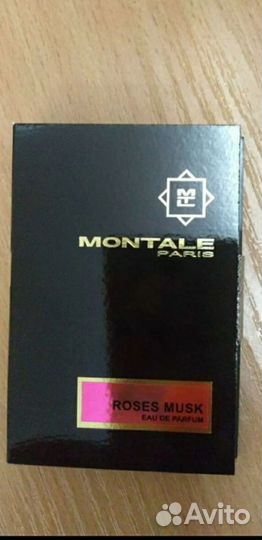 MONTALE
PARIS
ROSES MUSK
EAU DE PARFUM
Avito